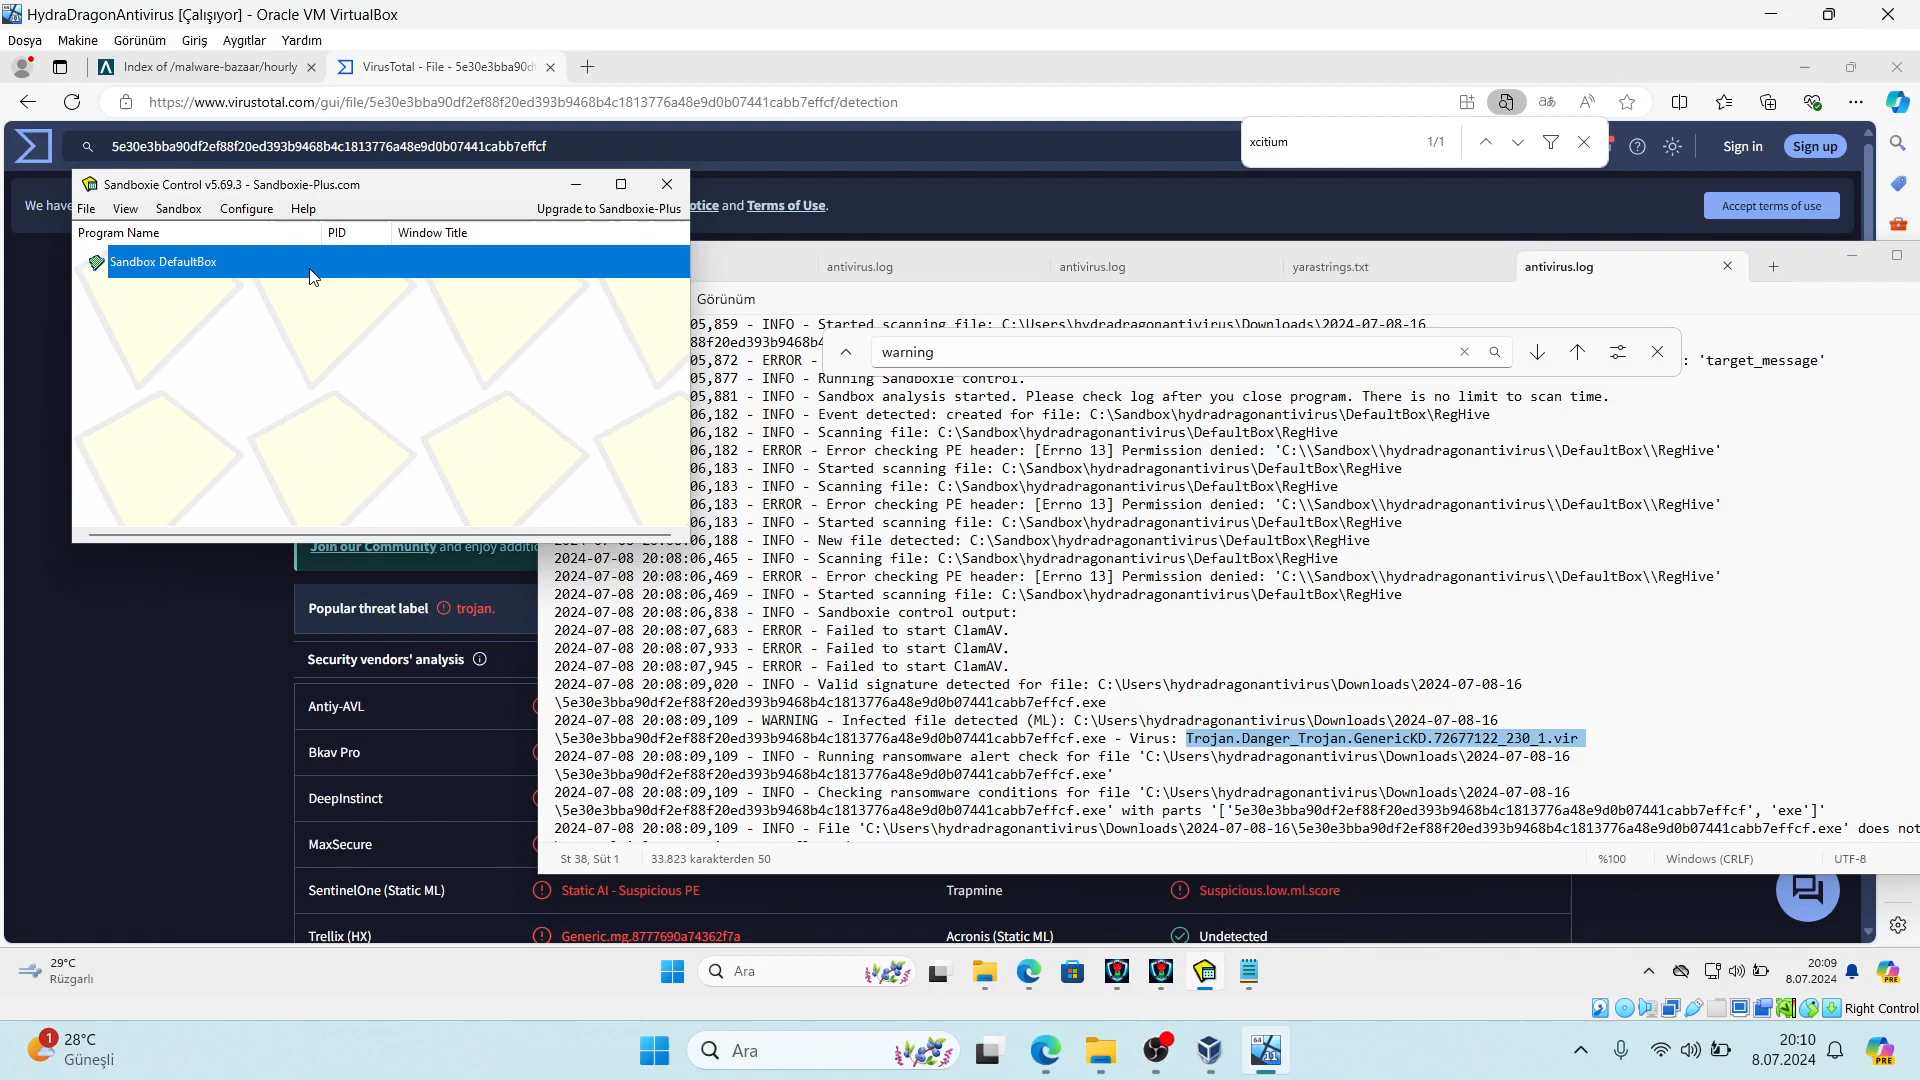 HydraDragonAntivirus [Çalışıyor] - Oracle VM VirtualBox
Dosya Makine Görünüm Giriş Aygıtlar Yardım
Index of /malware-bazaar/hourly
VirusTotal - File - 5e30e3bba90d
https://www.virustotal.com/gui/file/5e30e3bba90df2ef88f20ed393b9468b4c1813776a48e9d0b07441cabb7effcf/detection
xcitium 1/1
5e30e3bba90df2ef88f20ed393b9468b4c1813776a48e9d0b07441cabb7effcf
Sign in Sign up
Sandboxie Control v5.69.3 - Sandboxie-Plus.com
File View Sandbox Configure Help Upgrade to Sandboxie-Plus
Program Name PID Window Title
Sandbox DefaultBox
We have
otice and Terms of Use.
Accept terms of use
antivirus.log antivirus.log yarastrings.txt antivirus.log
Görünüm
05,859 - INFO - Started scanning file: C:\Users\hydradragonantivirus\Downloads\2024-07-08-16
88f20ed393b9468b4
warning
05,872 - ERROR - : 'target_message'
05,877 - INFO - Running Sandboxie control.
05,881 - INFO - Sandbox analysis started. Please check log after you close program. There is no limit to scan time.
06,182 - INFO - Event detected: created for file: C:\Sandbox\hydradragonantivirus\DefaultBox\RegHive
06,182 - INFO - Scanning file: C:\Sandbox\hydradragonantivirus\DefaultBox\RegHive
06,182 - ERROR - Error checking PE header: [Errno 13] Permission denied: 'C:\\Sandbox\\hydradragonantivirus\\DefaultBox\\RegHive'
06,183 - INFO - Started scanning file: C:\Sandbox\hydradragonantivirus\DefaultBox\RegHive
06,183 - INFO - Scanning file: C:\Sandbox\hydradragonantivirus\DefaultBox\RegHive
06,183 - ERROR - Error checking PE header: [Errno 13] Permission denied: 'C:\\Sandbox\\hydradragonantivirus\\DefaultBox\\RegHive'
06,183 - INFO - Started scanning file: C:\Sandbox\hydradragonantivirus\DefaultBox\RegHive
2024-07-08 20:08:06,188 - INFO - New file detected: C:\Sandbox\hydradragonantivirus\DefaultBox\RegHive
2024-07-08 20:08:06,465 - INFO - Scanning file: C:\Sandbox\hydradragonantivirus\DefaultBox\RegHive
2024-07-08 20:08:06,469 - ERROR - Error checking PE header: [Errno 13] Permission denied: 'C:\\Sandbox\\hydradragonantivirus\\DefaultBox\\RegHive'
2024-07-08 20:08:06,469 - INFO - Started scanning file: C:\Sandbox\hydradragonantivirus\DefaultBox\RegHive
2024-07-08 20:08:06,838 - INFO - Sandboxie control output:
2024-07-08 20:08:07,683 - ERROR - Failed to start ClamAV.
2024-07-08 20:08:07,933 - ERROR - Failed to start ClamAV.
2024-07-08 20:08:07,945 - ERROR - Failed to start ClamAV.
2024-07-08 20:08:09,020 - INFO - Valid signature detected for file: C:\Users\hydradragonantivirus\Downloads\2024-07-08-16
\5e30e3bba90df2ef88f20ed393b9468b4c1813776a48e9d0b07441cabb7effcf.exe
2024-07-08 20:08:09,109 - WARNING - Infected file detected (ML): C:\Users\hydradragonantivirus\Downloads\2024-07-08-16
\5e30e3bba90df2ef88f20ed393b9468b4c1813776a48e9d0b07441cabb7effcf.exe - Virus: Trojan.Danger_Trojan.GenericKD.72677122_230_1.vir
2024-07-08 20:08:09,109 - INFO - Running ransomware alert check for file 'C:\Users\hydradragonantivirus\Downloads\2024-07-08-16
\5e30e3bba90df2ef88f20ed393b9468b4c1813776a48e9d0b07441cabb7effcf.exe'
2024-07-08 20:08:09,109 - INFO - Checking ransomware conditions for file 'C:\Users\hydradragonantivirus\Downloads\2024-07-08-16
\5e30e3bba90df2ef88f20ed393b9468b4c1813776a48e9d0b07441cabb7effcf.exe' with parts '['5e30e3bba90df2ef88f20ed393b9468b4c1813776a48e9d0b07441cabb7effcf', 'exe']'
2024-07-08 20:08:09,109 - INFO - File 'C:\Users\hydradragonantivirus\Downloads\2024-07-08-16\5e30e3bba90df2ef88f20ed393b9468b4c1813776a48e9d0b07441cabb7effcf.exe' does not
St 38, Süt 1 33.823 karakterden 50 %100 Windows (CRLF) UTF-8
Join our Community and enjoy additio
Popular threat label trojan.
Security vendors' analysis
Antiy-AVL
Bkav Pro
DeepInstinct
MaxSecure
SentinelOne (Static ML) Static AI - Suspicious PE Trapmine Suspicious.low.ml.score
Trellix (HX) Generic.mg.8777690a74362f7a Acronis (Static ML) Undetected
29°C
Rüzgarlı
Ara
20:09
8.07.2024
PRE
Right Control
1
28°C
Güneşli
Ara
64
11
20:10
8.07.2024
PRE